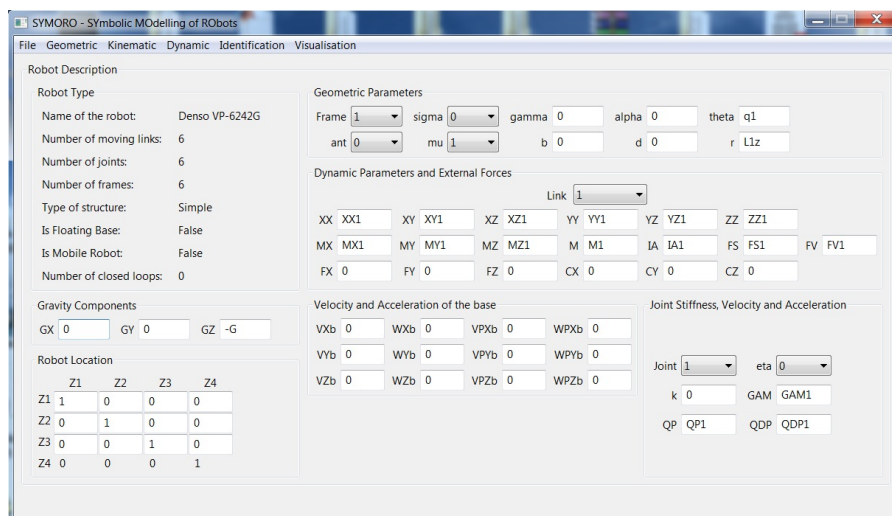 SYMORO - SYmbolic MOdelling of RObots
File Geometric Kinematic Dynamic Identification Visualisation
Robot Description
Robot Type
Name of the robot: Denso VP-6242G
Number of moving links: 6
Number of joints: 6
Number of frames: 6
Type of structure: Simple
Is Floating Base: False
Is Mobile Robot: False
Number of closed loops: 0
Gravity Components
GX 0 GY 0 GZ -G
Robot Location
Z1 Z2 Z3 Z4
Z1 1 0 0 0
Z2 0 1 0 0
Z3 0 0 1 0
Z4 0 0 0 1
Geometric Parameters
Frame 1 sigma 0 gamma 0 alpha 0 theta q1
ant 0 mu 1 b 0 d 0 r L1z
Dynamic Parameters and External Forces
Link 1
XX XX1 XY XY1 XZ XZ1 YY YY1 YZ YZ1 ZZ ZZ1
MX MX1 MY MY1 MZ MZ1 M M1 IA IA1 FS FS1 FV FV1
FX 0 FY 0 FZ 0 CX 0 CY 0 CZ 0
Velocity and Acceleration of the base
VXb 0 WXb 0 VPXb 0 WPXb 0
VYb 0 WYb 0 VPYb 0 WPYb 0
VZb 0 WZb 0 VPZb 0 WPZb 0
Joint Stiffness, Velocity and Acceleration
Joint 1 eta 0
k 0 GAM GAM1
QP QP1 QDP QDP1